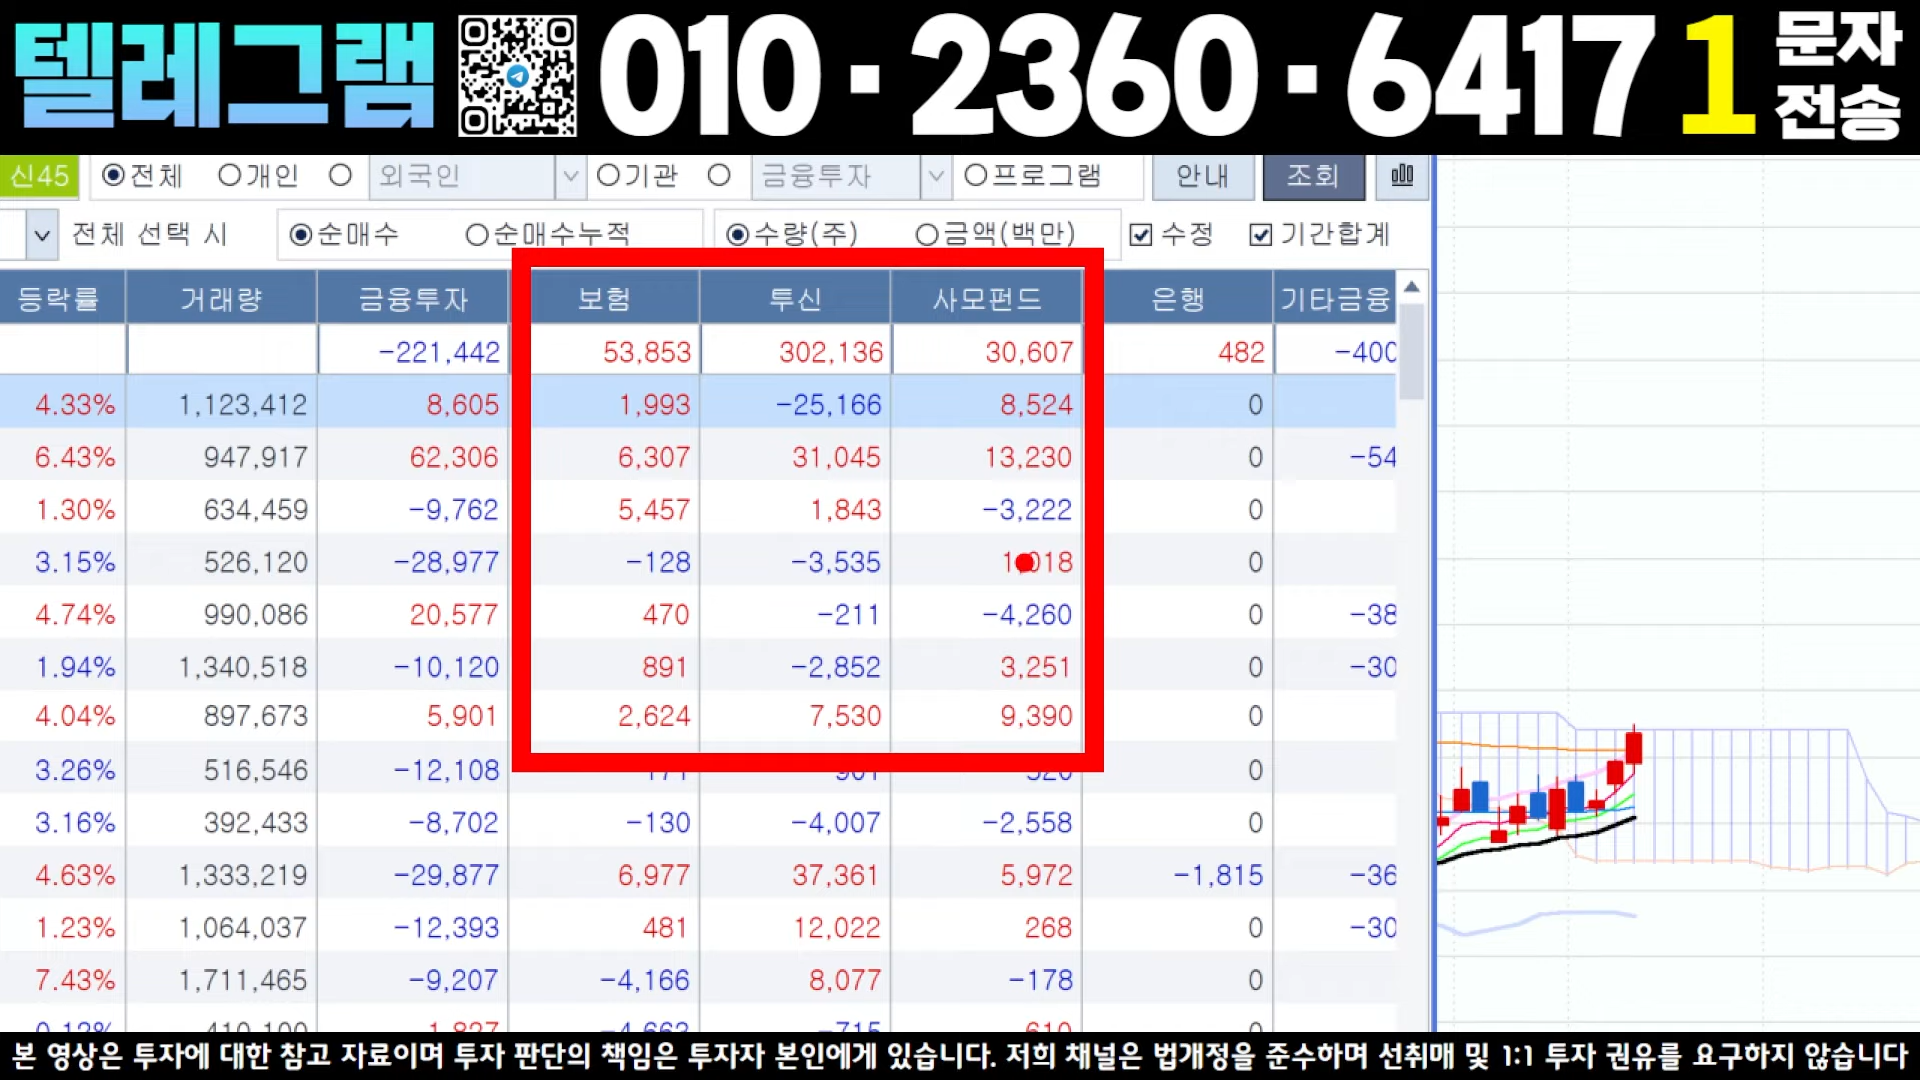 텔레그램 010·2360·6417 1 문자 전송
신45 전체 개인 외국인 기관 금융투자 프로그램 안내 조회
전체 선택 시 순매수 순매수누적 수량(주) 금액(백만) 수정 기간합계
등락률 거래량 금융투자 보험 투신 사모펀드 은행 기타금융
-221,442 53,853 302,136 30,607 482 -400
4.33% 1,123,412 8,605 1,993 -25,166 8,524 0
6.43% 947,917 62,306 6,307 31,045 13,230 0 -54
1.30% 634,459 -9,762 5,457 1,843 -3,222 0
3.15% 526,120 -28,977 -128 -3,535 1,018 0
4.74% 990,086 20,577 470 -211 -4,260 0 -38
1.94% 1,340,518 -10,120 891 -2,852 3,251 0 -30
4.04% 897,673 5,901 2,624 7,530 9,390 0
3.26% 516,546 -12,108 0
3.16% 392,433 -8,702 -130 -4,007 -2,558 0
4.63% 1,333,219 -29,877 6,977 37,361 5,972 -1,815 -36
1.23% 1,064,037 -12,393 481 12,022 268 0 -30
7.43% 1,711,465 -9,207 -4,166 8,077 -178 0
본 영상은 투자에 대한 참고 자료이며 투자 판단의 책임은 투자자 본인에게 있습니다. 저희 채널은 법개정을 준수하며 선취매 및 1:1 투자 권유를 요구하지 않습니다